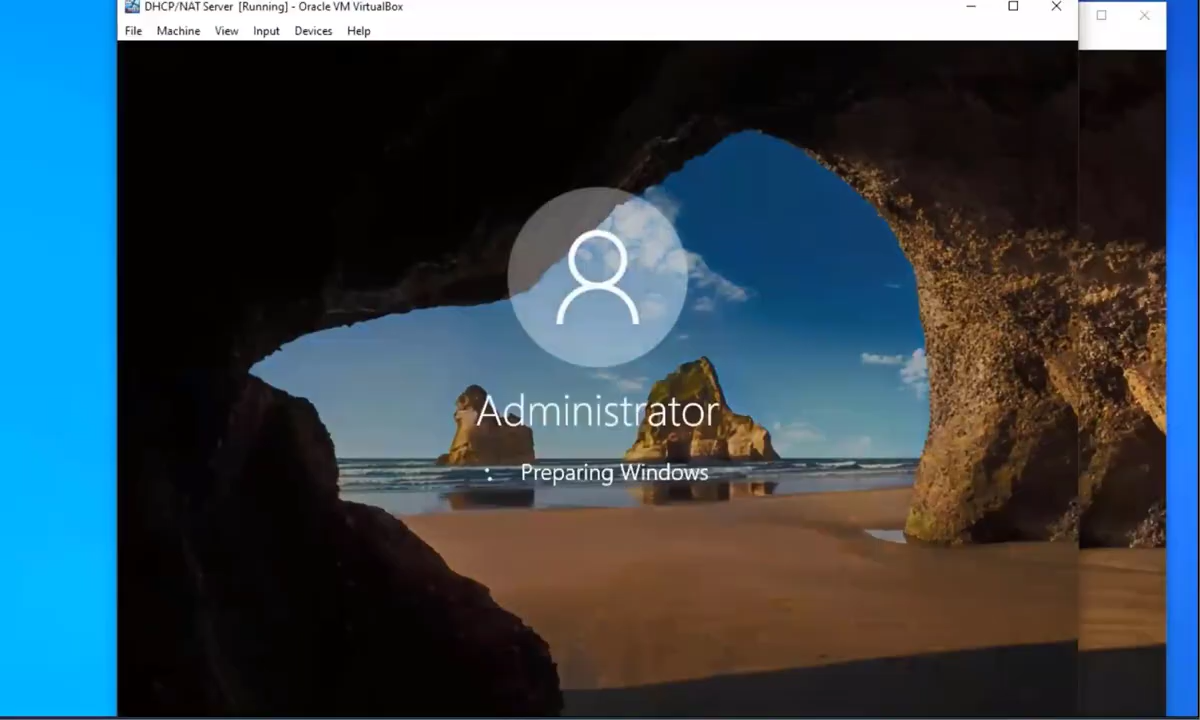 DHCP/NAT Server [Running] - Oracle VM VirtualBox
File Machine View Input Devices Help
Administrator
Preparing Windows